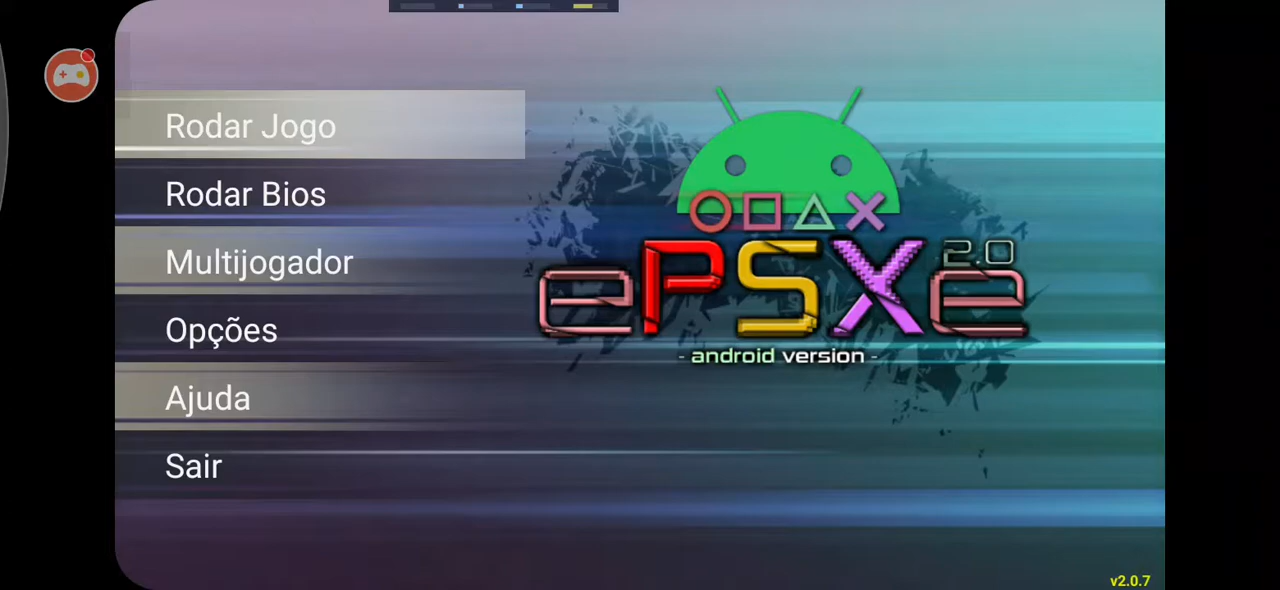 Rodar Jogo
Rodar Bios
Multijogador
Opções
Ajuda
Sair
ePSXe 2.0
- android version -
v2.0.7